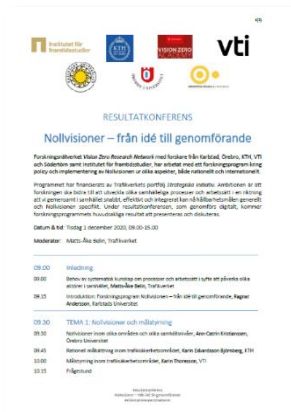 Institutet för
framtidsstudier
KTH
VISION ZERO
ACADEMY
vti
RESULTATKONFERENS
Nollvisioner – från idé till genomförande
Forskningsnätverket Vision Zero Research Network med forskare från Karlstad, Örebro, KTH, VTI
och Södertörn samt Institutet för framtidsstudier, har arbetat med ett forskningsprogram kring
policy och implementering av Nollvisioner ur olika aspekter, både nationellt och internationellt.
Programmet har finansierats av Trafikverkets portfölj Strategiska initiativ. Ambitionen är att
forskningen ska bidra till att utveckla olika samhälleliga processer och arbetssätt i en riktning
att vi gemensamt i samhället snabbt, effektivt och integrerat kan nå hållbarhetsmålen generellt
och Nollvisioner specifikt. Under resultatkonferensen, som genomförs digitalt, kommer
forskningsprogrammets huvudsakliga resultat att presenteras och diskuteras.
Datum & tid: Tisdag 1 december 2020, 09.00-15.00
Moderator: Matts-Åke Belin, Trafikverket
09.00 Inledning
09.00 Behov av systematisk kunskap om processer och arbetssätt i syfte att påverka olika
aktörer i samhället, Matts-Åke Belin, Trafikverket
09.15 Introduktion: Forskningsprogram Nollvisionen – från idé till genomförande, Ragnar
Andersson, Karlstads Universitet
09.30 TEMA 1: Nollvisioner och målstyrning
09.30 Nollvisioner inom olika områden och olika samhällsnivåer, Ann-Catrin Kristianssen,
Örebro Universitet
09.45 Rationell målsättning inom trafiksäkerhetsområdet, Karin Edvardsson Björnberg, KTH
10.00 Målstyrning inom trafiksäkerhetsområdet, Karin Thoresson, VTI
10.15 Frågestund